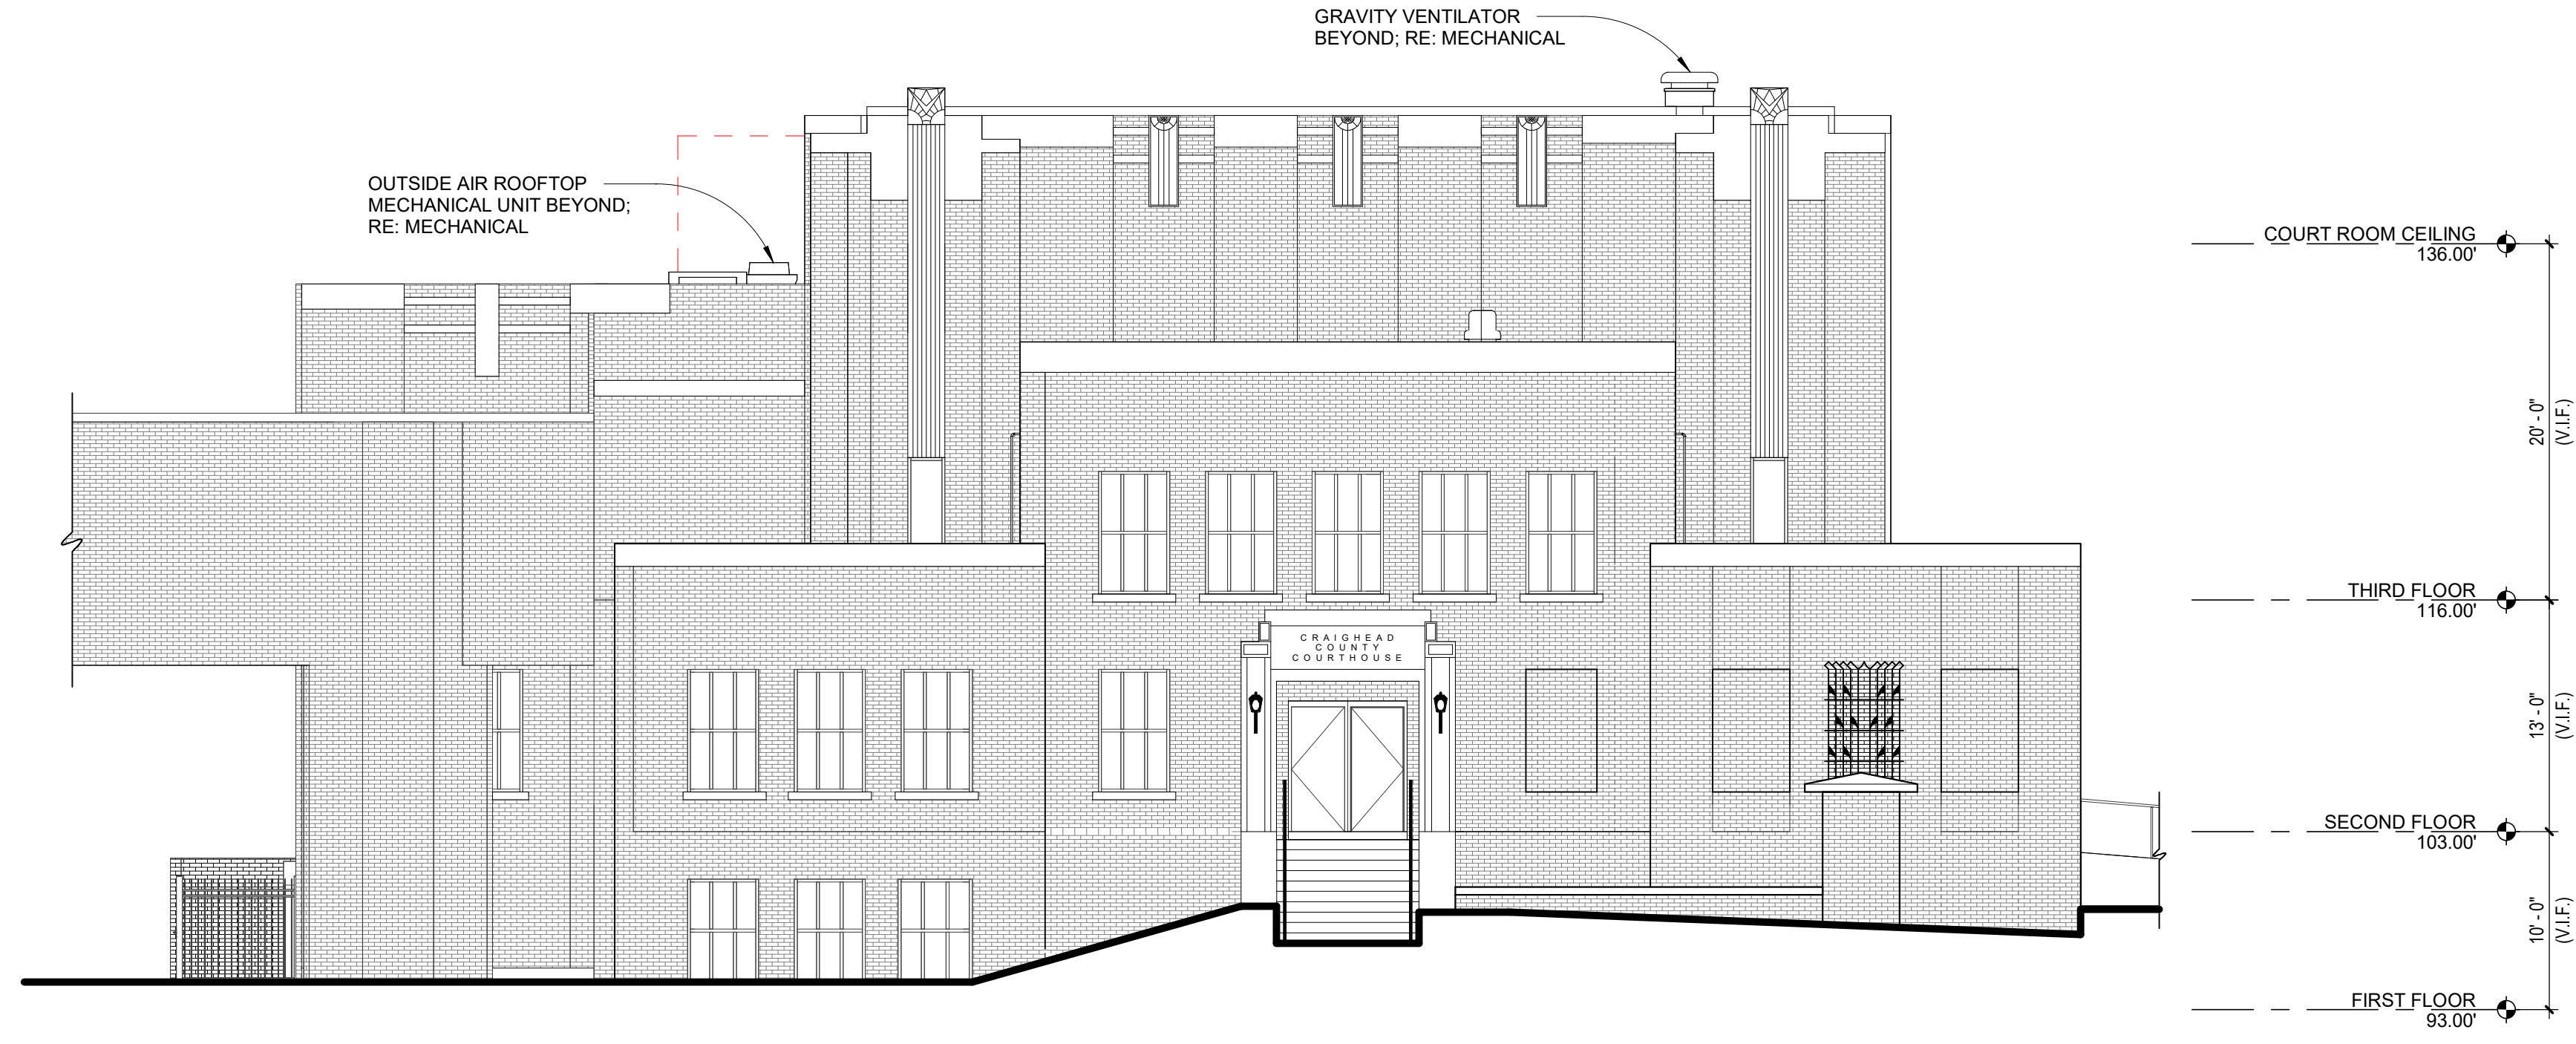 GRAVITY VENTILATOR
BEYOND; RE: MECHANICAL
OUTSIDE AIR ROOFTOP
MECHANICAL UNIT BEYOND;
RE: MECHANICAL
COURT ROOM CEILING
136.00'
20' - 0"
(V.I.F.)
THIRD FLOOR
116.00'
CRAIGHEAD
COUNTY
COURTHOUSE
13' - 0"
(V.I.F.)
SECOND FLOOR
103.00'
10' - 0"
(V.I.F.)
FIRST FLOOR
93.00'